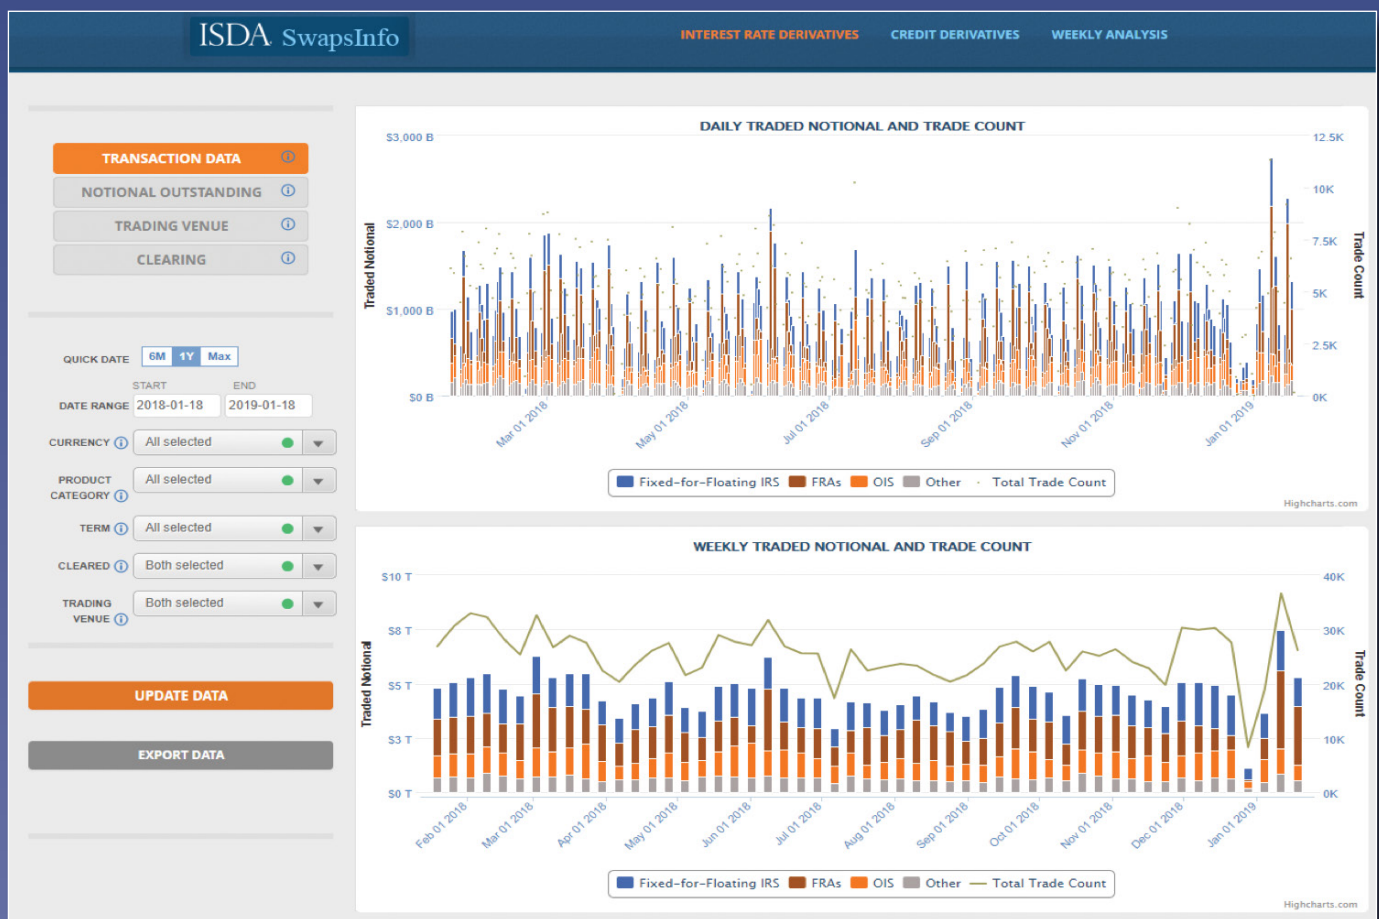 ISDA SwapsInfo
INTEREST RATE DERIVATIVES
CREDIT DERIVATIVES
WEEKLY ANALYSIS
TRANSACTION DATA
NOTIONAL OUTSTANDING
TRADING VENUE
CLEARING
QUICK DATE 6M 1Y Max
START END
DATE RANGE 2018-01-18 2019-01-18
CURRENCY All selected
PRODUCT CATEGORY All selected
TERM All selected
CLEARED Both selected
TRADING VENUE Both selected
UPDATE DATA
EXPORT DATA
DAILY TRADED NOTIONAL AND TRADE COUNT
Traded Notional
$3,000 B
$2,000 B
$1,000 B
$0 B
12.5K
10K
7.5K
5K
2.5K
0K
Trade Count
Mar 01 2018
May 01 2018
Jul 01 2018
Sep 01 2018
Nov 01 2018
Jan 01 2019
Fixed-for-Floating IRS FRAs OIS Other Total Trade Count
Highcharts.com
WEEKLY TRADED NOTIONAL AND TRADE COUNT
Traded Notional
$10 T
$8 T
$5 T
$3 T
$0 T
40K
30K
20K
10K
0K
Trade Count
Feb 01 2018
Mar 01 2018
Apr 01 2018
May 01 2018
Jun 01 2018
Jul 01 2018
Aug 01 2018
Sep 01 2018
Oct 01 2018
Nov 01 2018
Dec 01 2018
Jan 01 2019
Fixed-for-Floating IRS FRAs OIS Other Total Trade Count
Highcharts.com